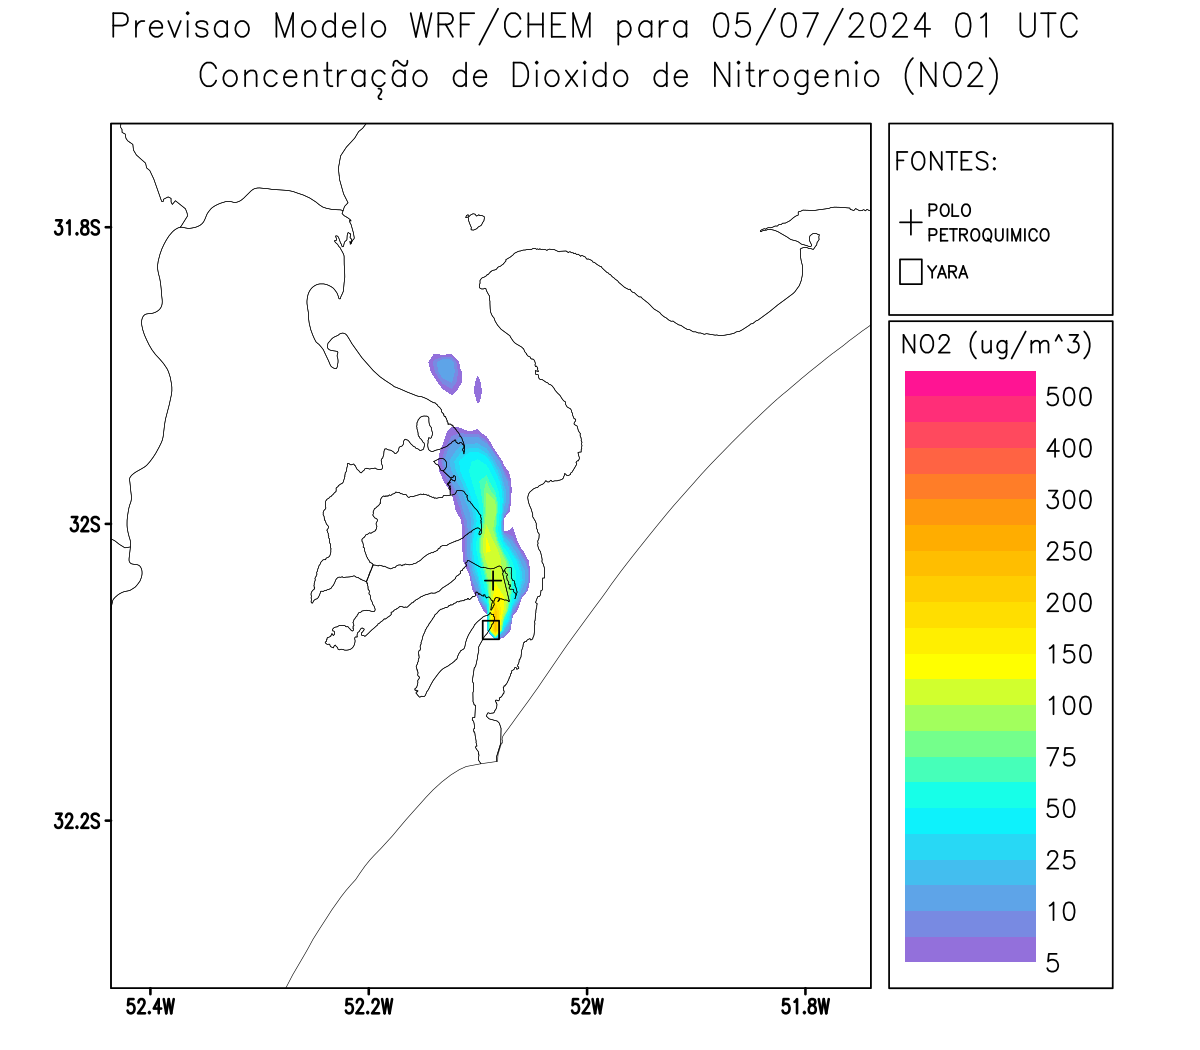 Previsao Modelo WRF/CHEM para 05/07/2024 01 UTC
Concentração de Dioxido de Nitrogenio (NO2)
FONTES:
POLO
PETROQUIMICO
YARA
NO2 (ug/m^3)
500
400
300
250
200
150
100
75
50
25
10
5
31.8S
32S
32.2S
52.4W
52.2W
52W
51.8W